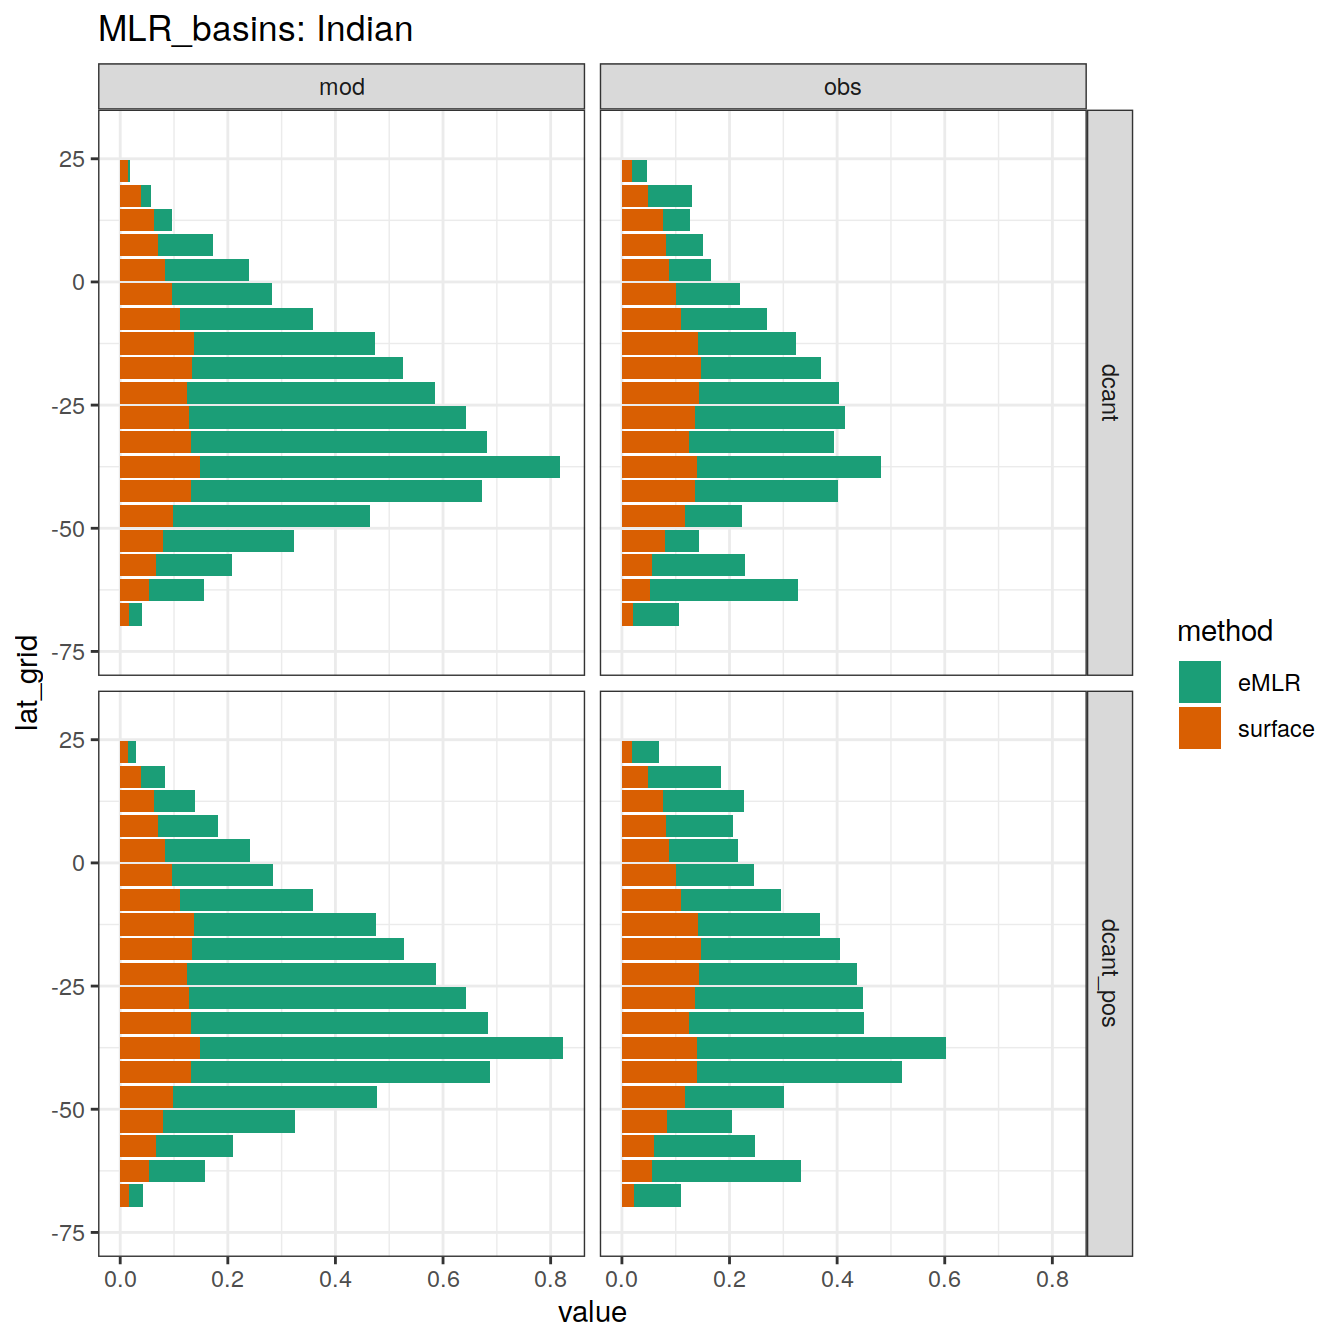 MLR_basins: Indian
mod
obs
25
0
-25
-50
-75
dcant
25
0
-25
-50
-75
dcant_pos
lat_grid
0.0 0.2 0.4 0.6 0.8
0.0 0.2 0.4 0.6 0.8
value
method
eMLR
surface